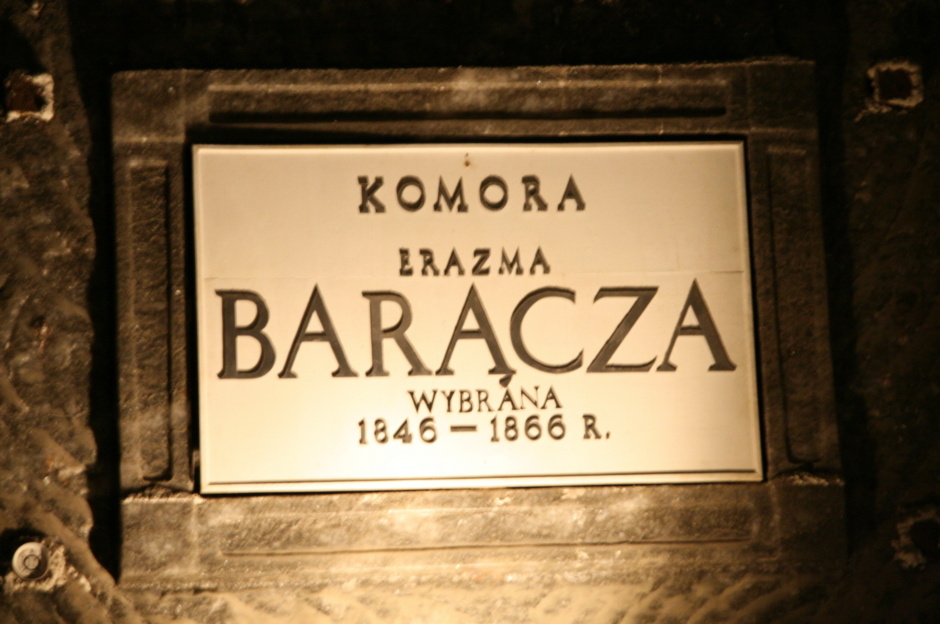 KOMORA
ERAZMA
BARĄCZA
WYBRANA
1846 — 1866 R.